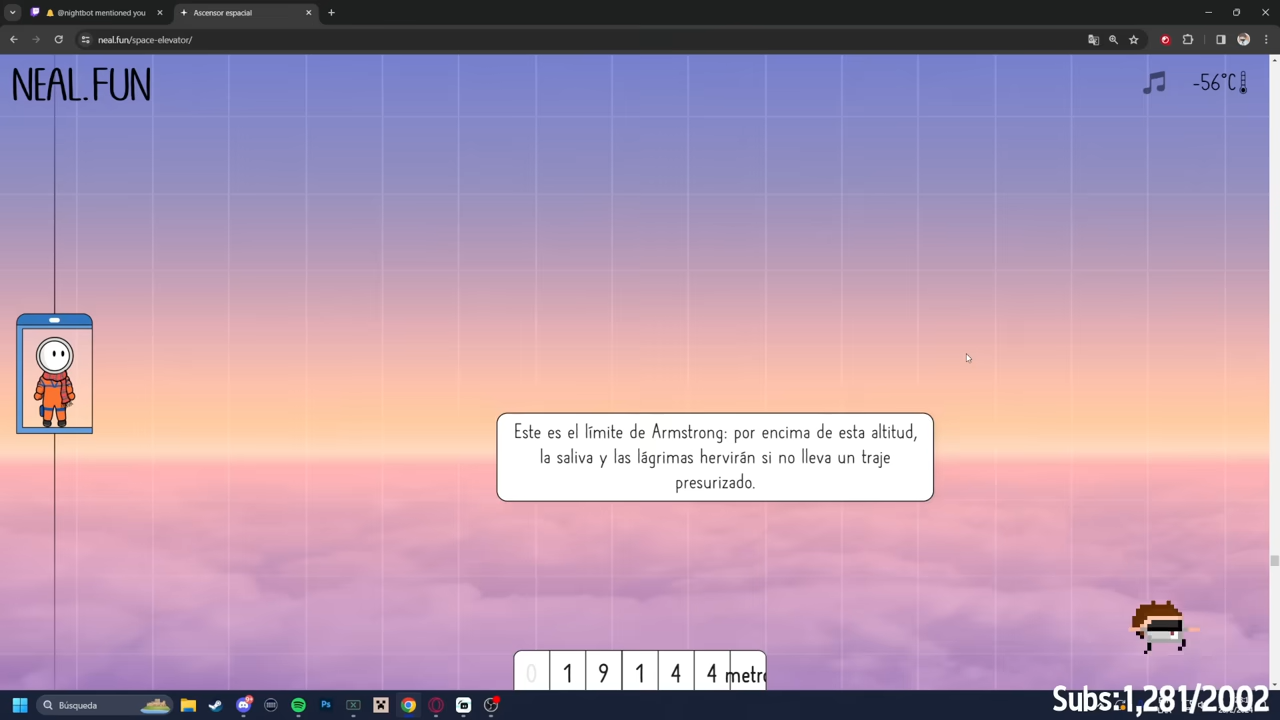 @nightbot mentioned you
Ascensor espacial
neal.fun/space-elevator/
NEAL.FUN
-56°C
Este es el límite de Armstrong: por encima de esta altitud,
la saliva y las lágrimas hervirán si no lleva un traje
presurizado.
0 1 9 1 4 4 metro
Búsqueda
Subs:1,281/2002